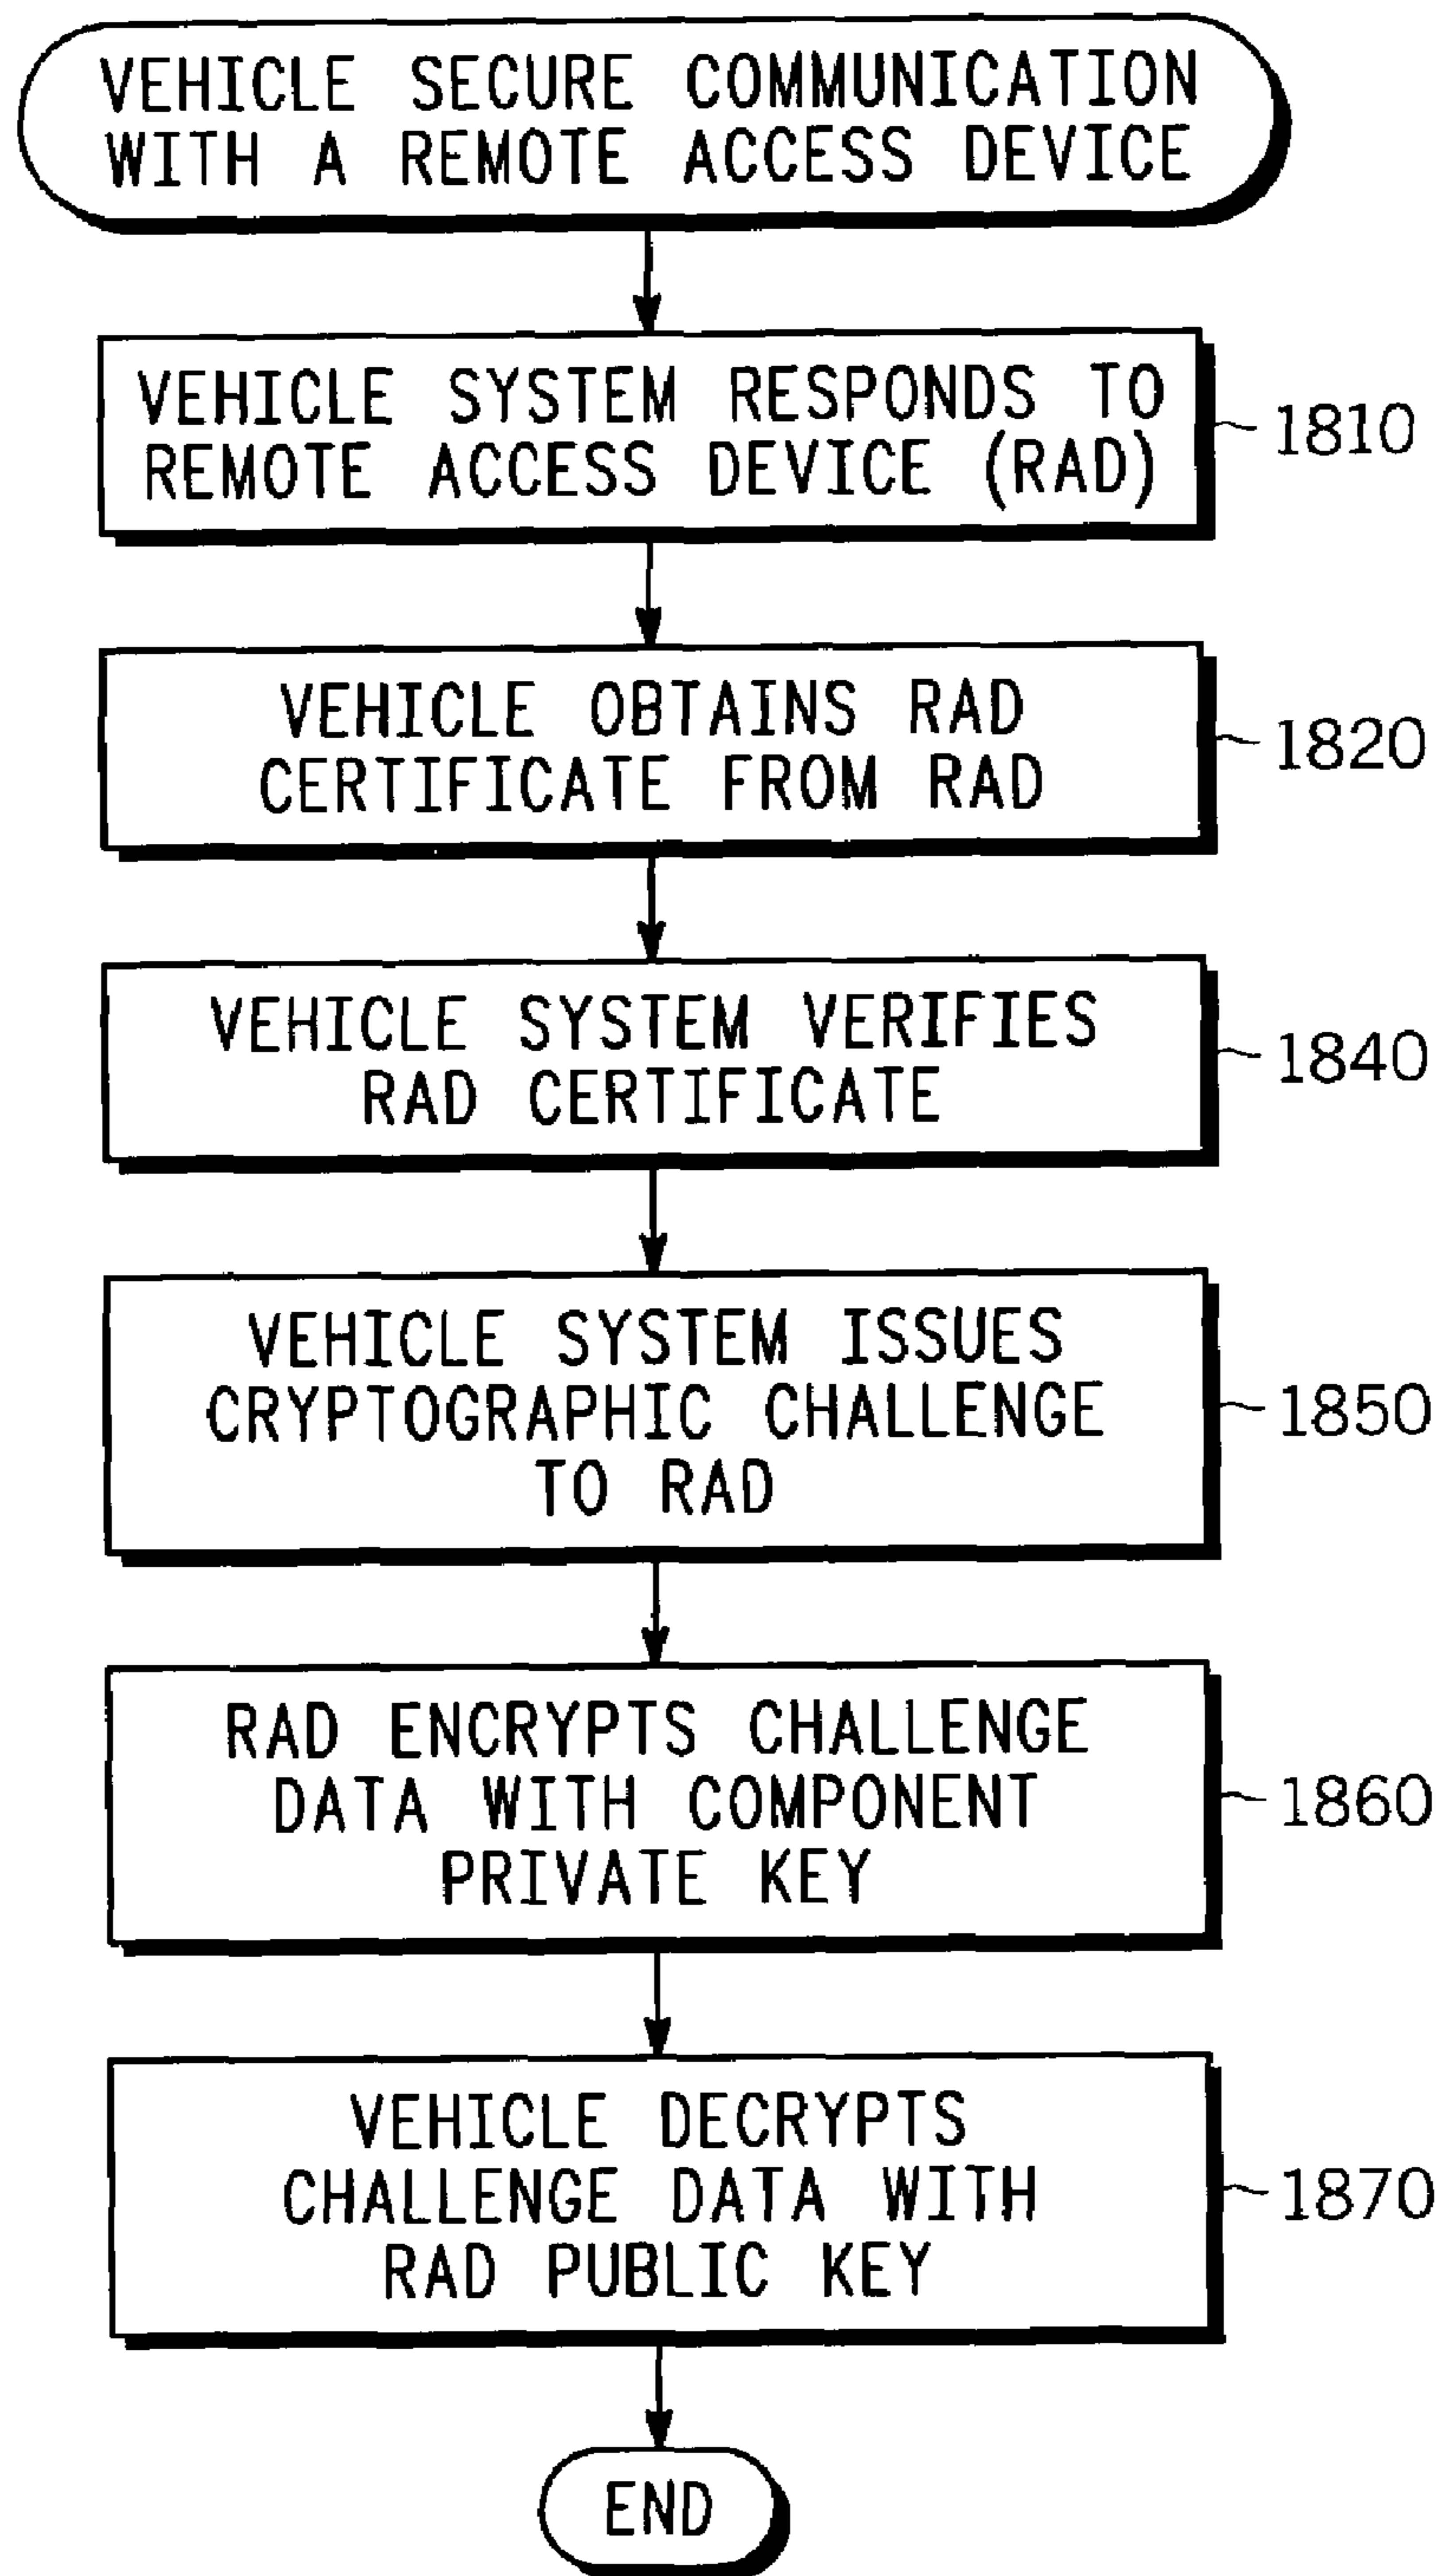 VEHICLE SECURE COMMUNICATION
WITH A REMOTE ACCESS DEVICE
VEHICLE SYSTEM RESPONDS TO
REMOTE ACCESS DEVICE (RAD)
1810
VEHICLE OBTAINS RAD
CERTIFICATE FROM RAD
1820
VEHICLE SYSTEM VERIFIES
RAD CERTIFICATE
1840
VEHICLE SYSTEM ISSUES
CRYPTOGRAPHIC CHALLENGE
TO RAD
1850
RAD ENCRYPTS CHALLENGE
DATA WITH COMPONENT
PRIVATE KEY
1860
VEHICLE DECRYPTS
CHALLENGE DATA WITH
RAD PUBLIC KEY
1870
END